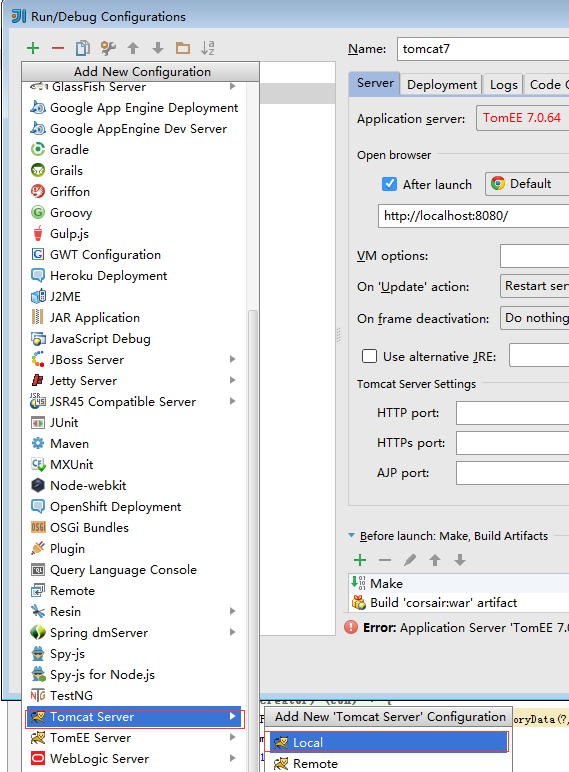 Run/Debug Configurations
Name: tomcat7
Add New Configuration
GlassFish Server
Google App Engine Deployment
Google AppEngine Dev Server
Gradle
Grails
Griffon
Groovy
Gulp.js
GWT Configuration
Heroku Deployment
J2ME
JAR Application
JavaScript Debug
JBoss Server
Jetty Server
JSR45 Compatible Server
JUnit
Maven
MXUnit
Node-webkit
OpenShift Deployment
OSGi Bundles
Plugin
Query Language Console
Remote
Resin
Spring dmServer
Spy-js
Spy-js for Node.js
TestNG
Tomcat Server
TomEE Server
WebLogic Server
Server Deployment Logs Code C
Application server: TomEE 7.0.64
Open browser
After launch Default
http://localhost:8080/
VM options:
On 'Update' action: Restart ser
On frame deactivation: Do nothing
Use alternative JRE:
Tomcat Server Settings
HTTP port:
HTTPs port:
AJP port:
Before launch: Make, Build Artifacts
Make
Build 'corsair:war' artifact
Error: Application Server 'TomEE 7.0
Add New 'Tomcat Server' Configuration
oryData(?,
Local
Remote